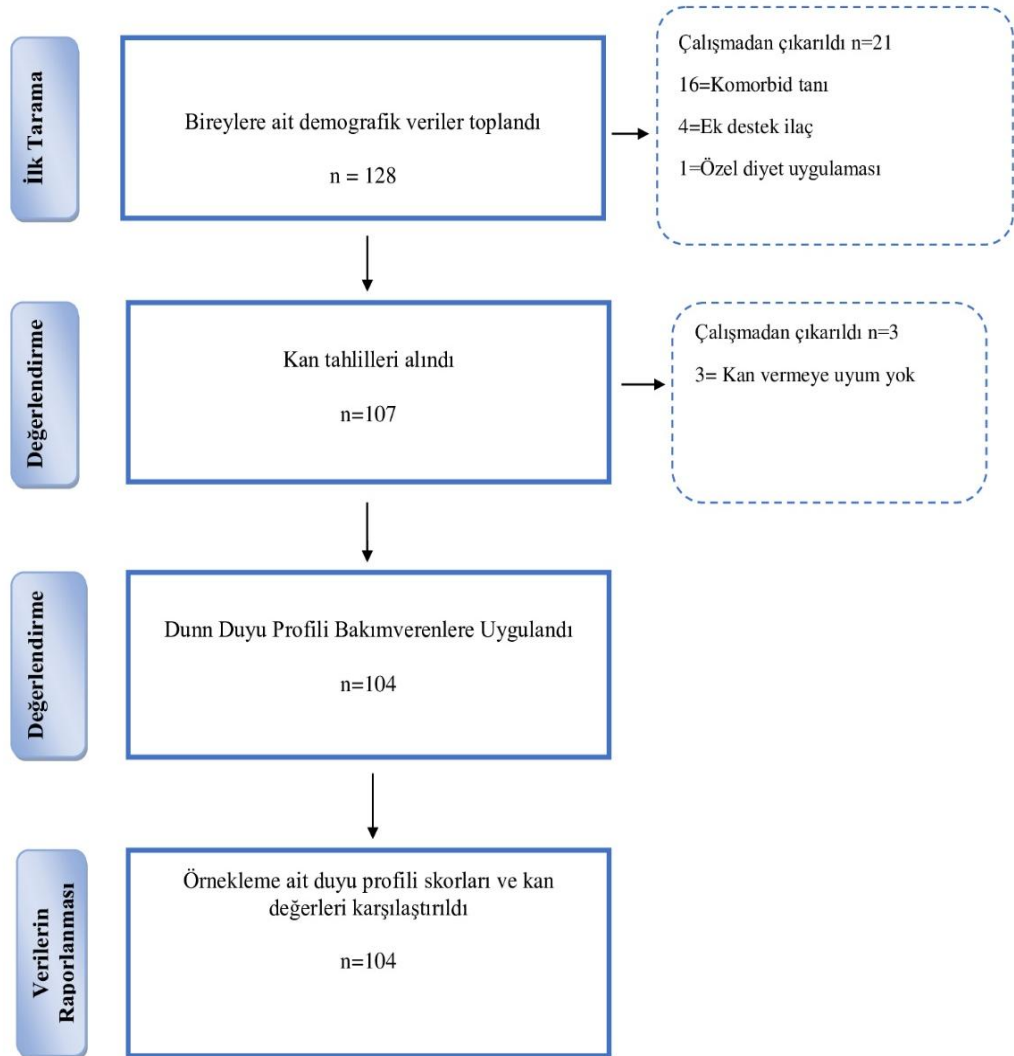 İlk Tarama
Bireylere ait demografik veriler toplandı
n = 128
Çalışmadan çıkarıldı n=21
16=Komorbid tanı
4=Ek destek ilaç
1=Özel diyet uygulaması
Değerlendirme
Kan tahlilleri alındı
n=107
Çalışmadan çıkarıldı n=3
3= Kan vermeye uyum yok
Değerlendirme
Dunn Duyu Profili Bakımverenlere Uygulandı
n=104
Verilerin
Raporlanması
Örnekleme ait duyu profili skorları ve kan
değerleri karşılaştırıldı
n=104